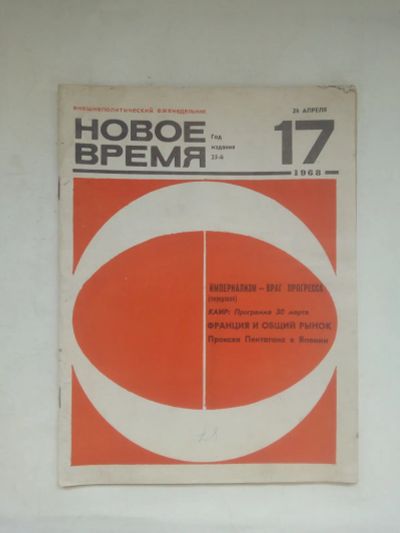 ВНЕШНЕПОЛИТИЧЕСКИЙ ЕЖЕНЕДЕЛЬНИК
26 АПРЕЛЯ
НОВОЕ
ВРЕМЯ
Год
издания
17
1968
ИМПЕРИАЛИЗМ – ВРАГ ПРОГРЕССА
(передовая)
КАИР: Программа 30 марта
ФРАНЦИЯ И ОБЩИЙ РЫНОК
Происки Пентагона в Японии